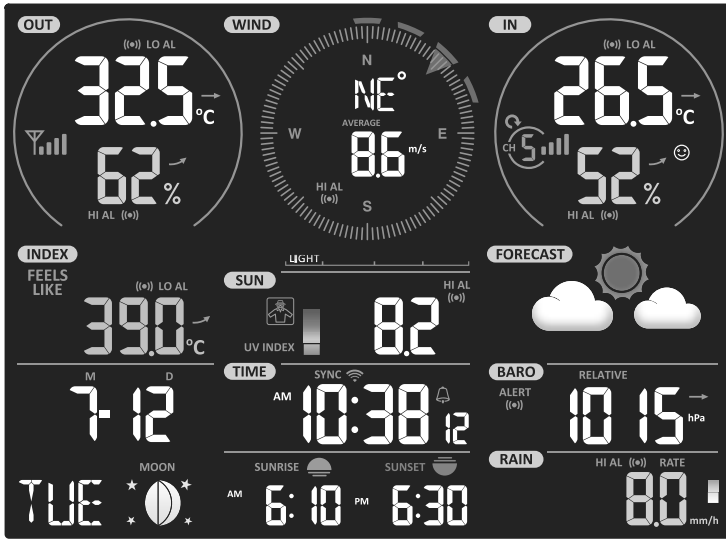 OUT
LO AL
32.5 °C
62 %
HI AL
WIND
N
NE°
W
E
AVERAGE
8.6 m/s
HI AL
S
IN
LO AL
26.5 °C
CH 5
52 %
HI AL
INDEX
FEELS
LIKE
LO AL
39.0 °C
LIGHT
SUN
HI AL
8.2
UV INDEX
FORECAST
M D
7-12
TUE
MOON
TIME
SYNC
AM 10:38 12
SUNRISE
AM 6:10
SUNSET
PM 6:30
BARO
RELATIVE
ALERT
1015 hPa
RAIN
HI AL RATE
8.0 mm/h